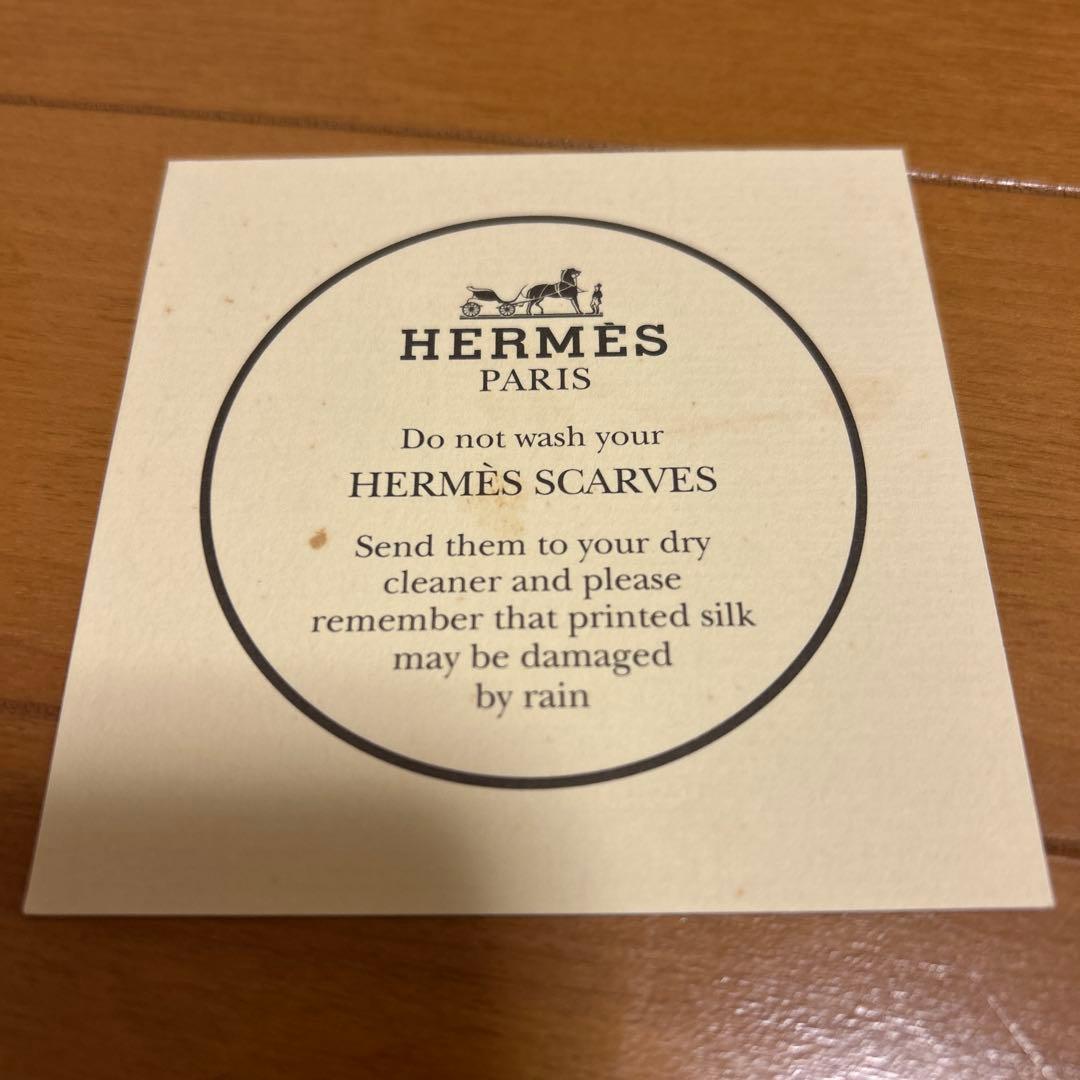 HERMÈS
PARIS
Do not wash your
HERMÈS SCARVES
Send them to your dry
cleaner and please
remember that printed silk
may be damaged
by rain